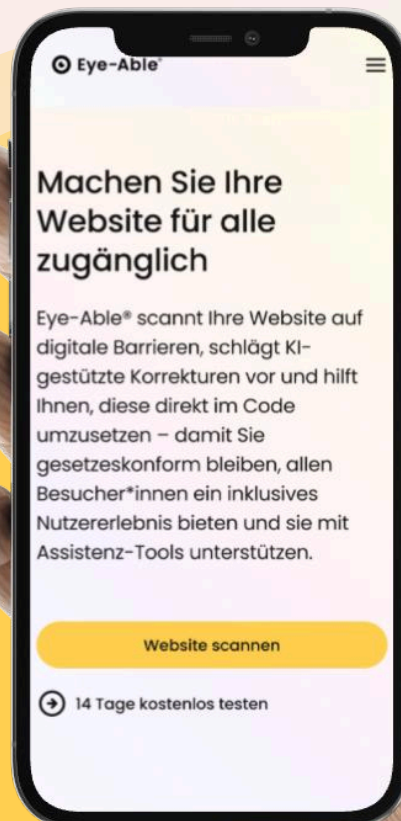 Eye-Able®
Machen Sie Ihre
Website für alle
zugänglich
Eye-Able® scannt Ihre Website auf
digitale Barrieren, schlägt KI-
gestützte Korrekturen vor und hilft
Ihnen, diese direkt im Code
umzusetzen – damit Sie
gesetzeskonform bleiben, allen
Besucher*innen ein inklusives
Nutzererlebnis bieten und sie mit
Assistenz-Tools unterstützen.
Website scannen
14 Tage kostenlos testen